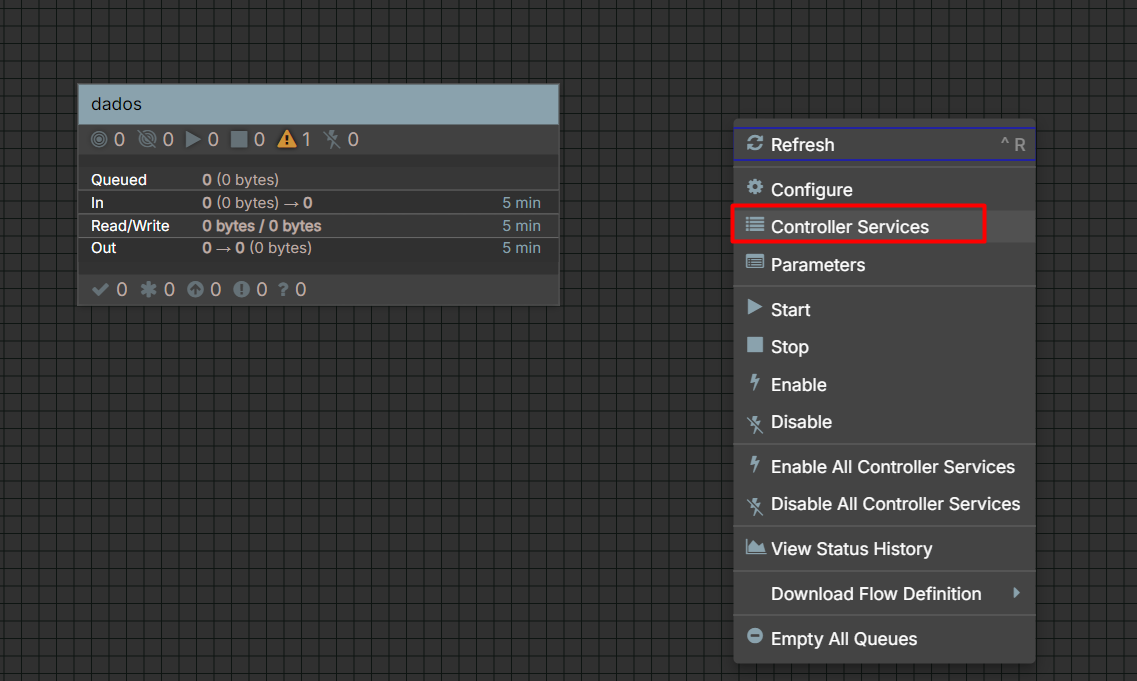 dados
0 0 0 0 1 0
Queued 0 (0 bytes)
In 0 (0 bytes) → 0 5 min
Read/Write 0 bytes / 0 bytes 5 min
Out 0 → 0 (0 bytes) 5 min
0 0 0 0 ? 0
Refresh ^ R
Configure
Controller Services
Parameters
Start
Stop
Enable
Disable
Enable All Controller Services
Disable All Controller Services
View Status History
Download Flow Definition
Empty All Queues